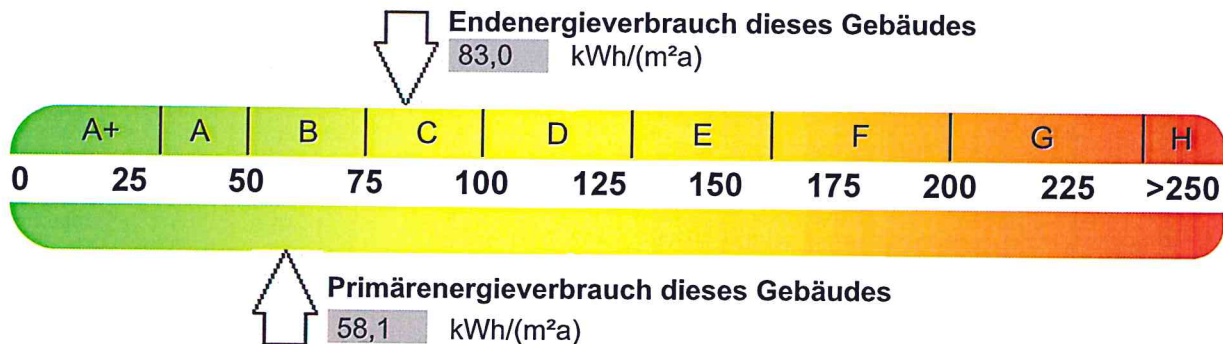 Endenergieverbrauch dieses Gebäudes
83,0 kWh/(m²a)
A+ A B C D E F G H
0 25 50 75 100 125 150 175 200 225 >250
Primärenergieverbrauch dieses Gebäudes
58,1 kWh/(m²a)